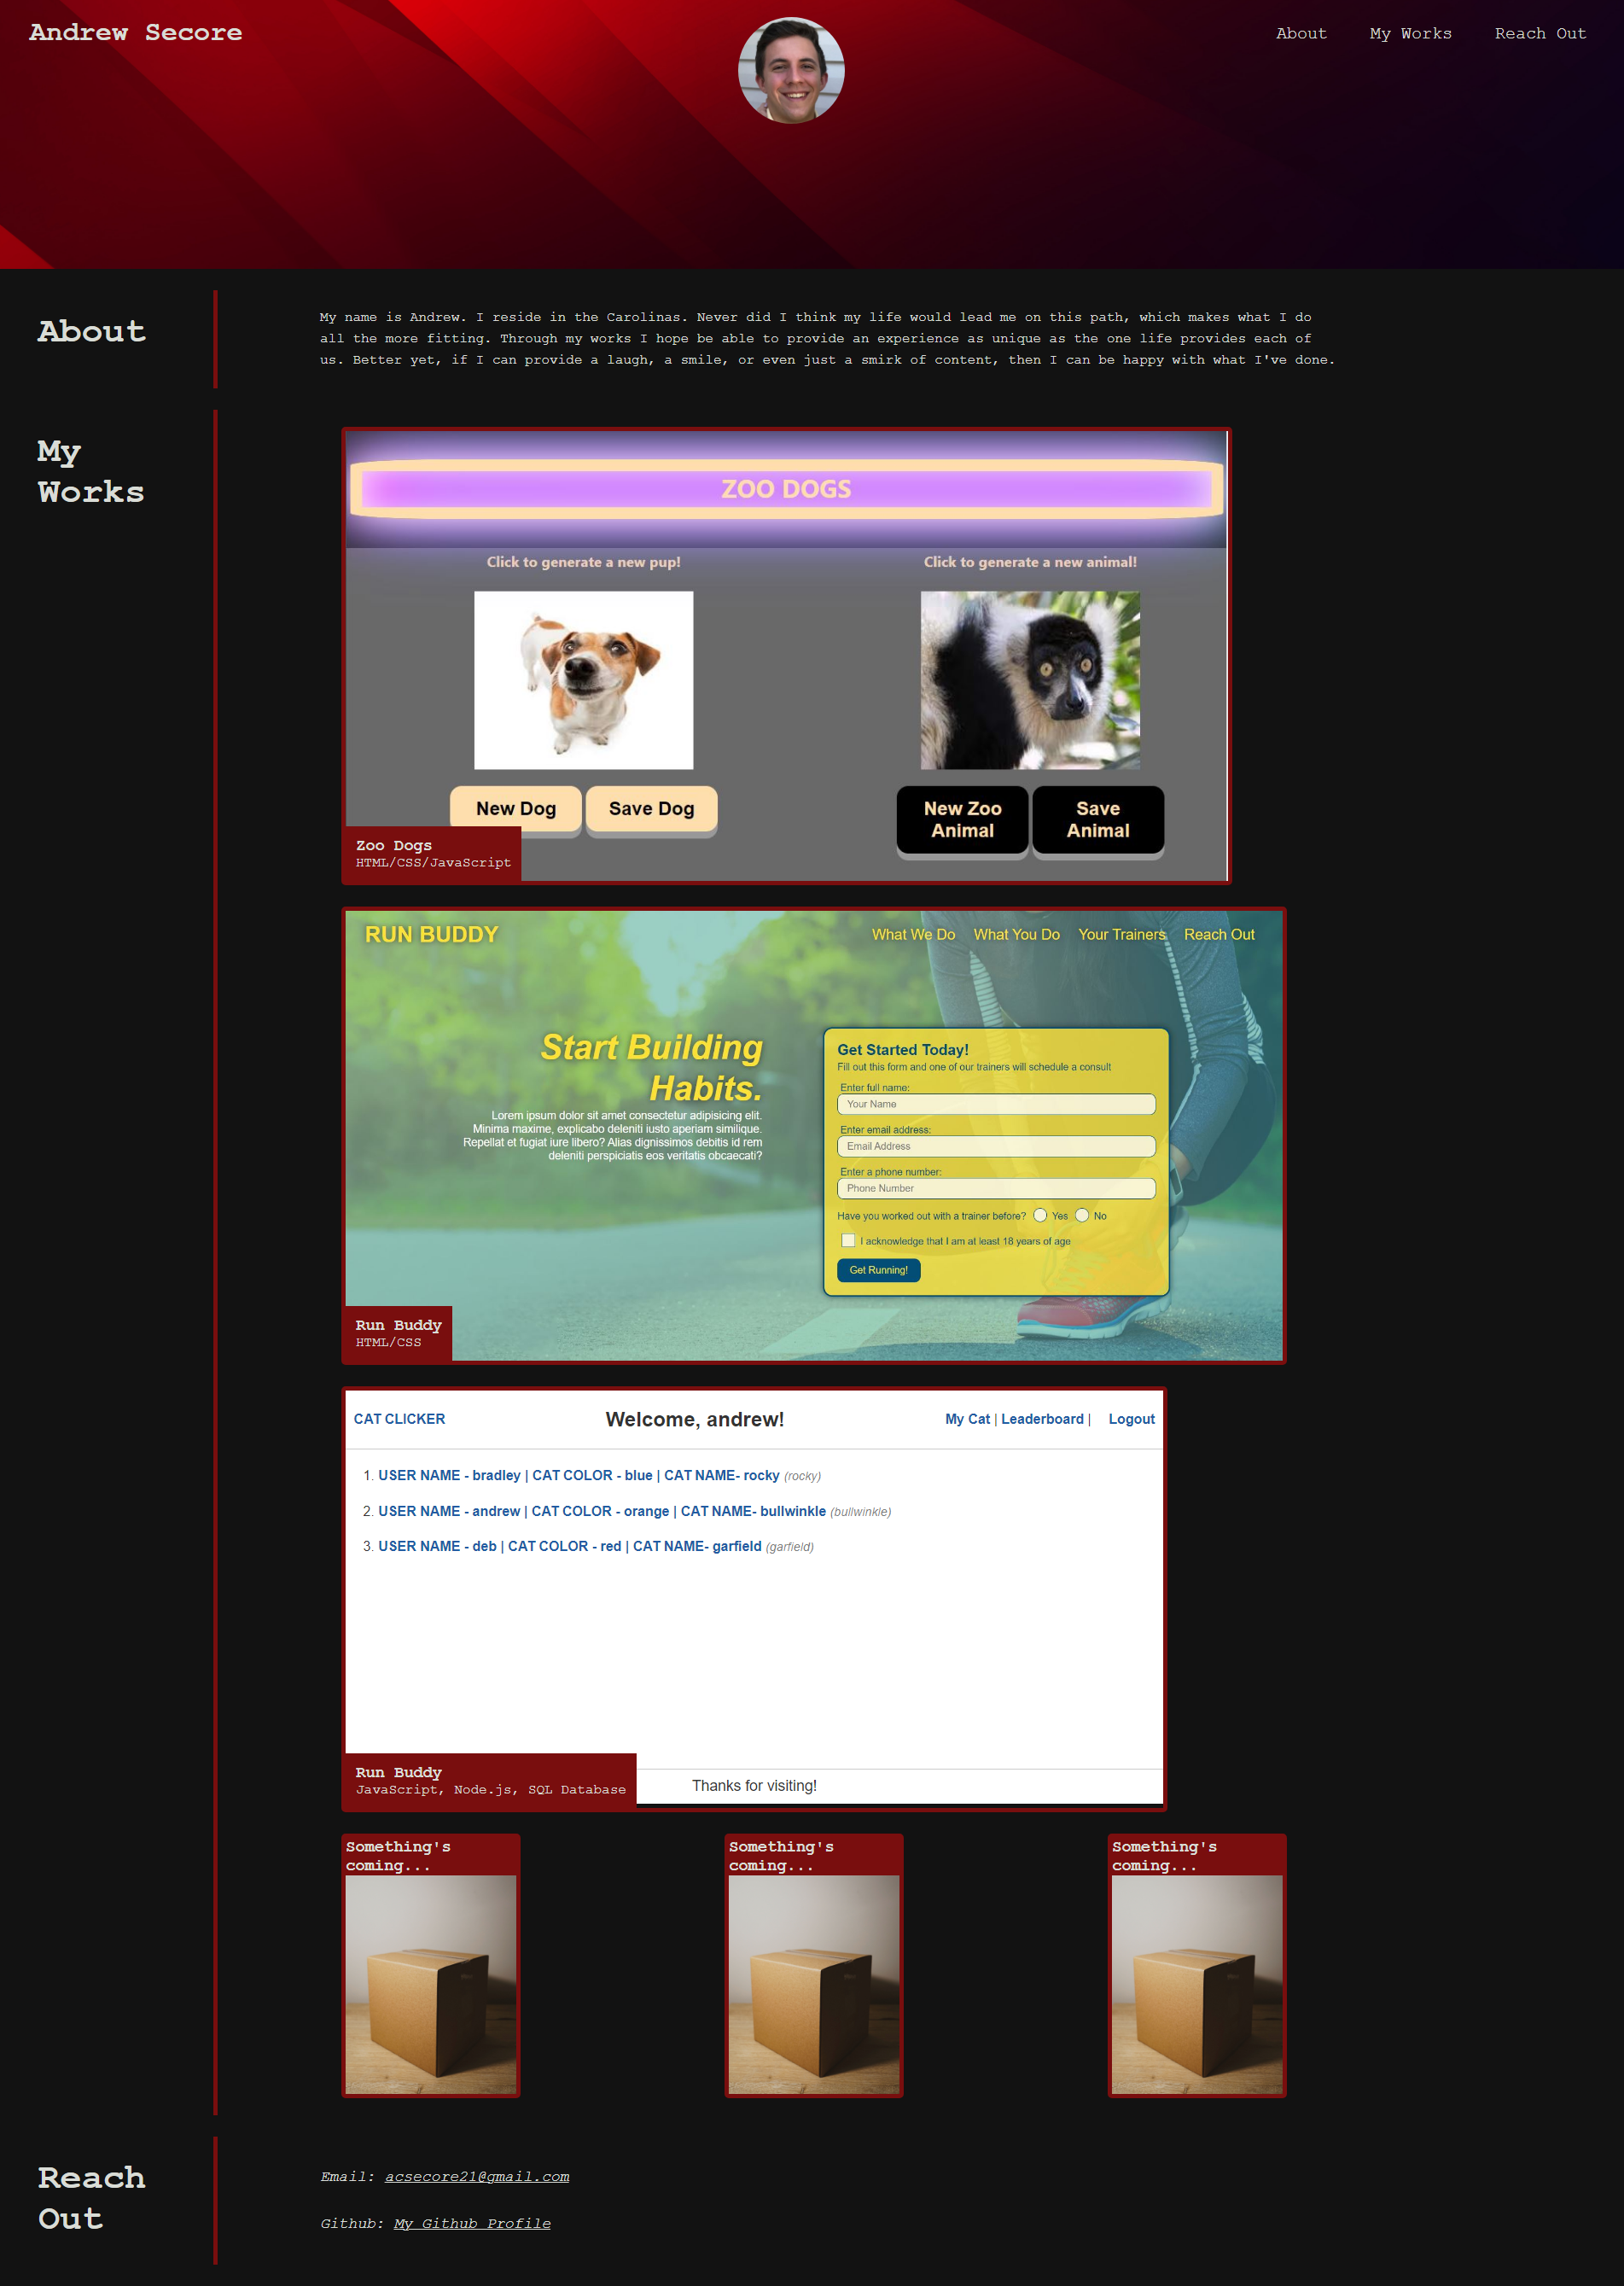 Andrew Secore
About My Works Reach Out
About
My name is Andrew. I reside in the Carolinas. Never did I think my life would lead me on this path, which makes what I do
all the more fitting. Through my works I hope be able to provide an experience as unique as the one life provides each of
us. Better yet, if I can provide a laugh, a smile, or even just a smirk of content, then I can be happy with what I've done.
My
Works
ZOO DOGS
Click to generate a new pup!
Click to generate a new animal!
New Dog
Save Dog
New Zoo
Animal
Save
Animal
Zoo Dogs
HTML/CSS/JavaScript
RUN BUDDY
What We Do What You Do Your Trainers Reach Out
Start Building
Habits.
Lorem ipsum dolor sit amet consectetur adipisicing elit.
Minima maxime, explicabo deleniti iusto aperiam similique.
Repellat et fugiat iure libero? Alias dignissimos debitis id rem
deleniti perspiciatis eos veritatis obcaecati?
Get Started Today!
Fill out this form and one of our trainers will schedule a consult
Enter full name:
Your Name
Enter email address:
Email Address
Enter a phone number:
Phone Number
Have you worked out with a trainer before? Yes No
I acknowledge that I am at least 18 years of age
Get Running!
Run Buddy
HTML/CSS
CAT CLICKER
Welcome, andrew!
My Cat | Leaderboard | Logout
1. USER NAME - bradley | CAT COLOR - blue | CAT NAME- rocky (rocky)
2. USER NAME - andrew | CAT COLOR - orange | CAT NAME- bullwinkle (bullwinkle)
3. USER NAME - deb | CAT COLOR - red | CAT NAME- garfield (garfield)
Run Buddy
JavaScript, Node.js, SQL Database
Thanks for visiting!
Something's
coming...
Something's
coming...
Something's
coming...
Reach
Out
Email: acsecore21@gmail.com
Github: My Github Profile